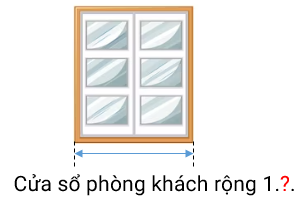 Cửa sổ phòng khách rộng 1.?.